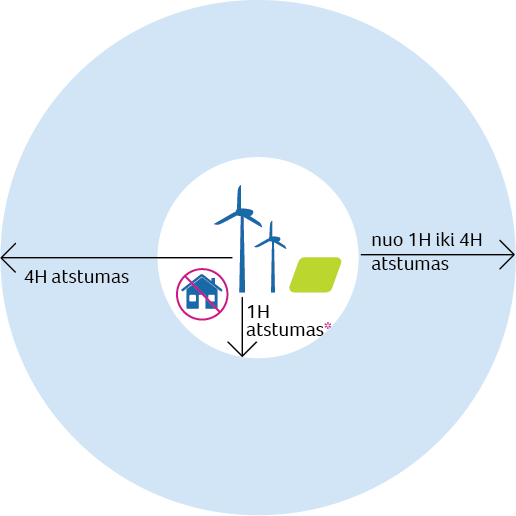 nuo 1H iki 4H
atstumas
4H atstumas
1H
atstumas*